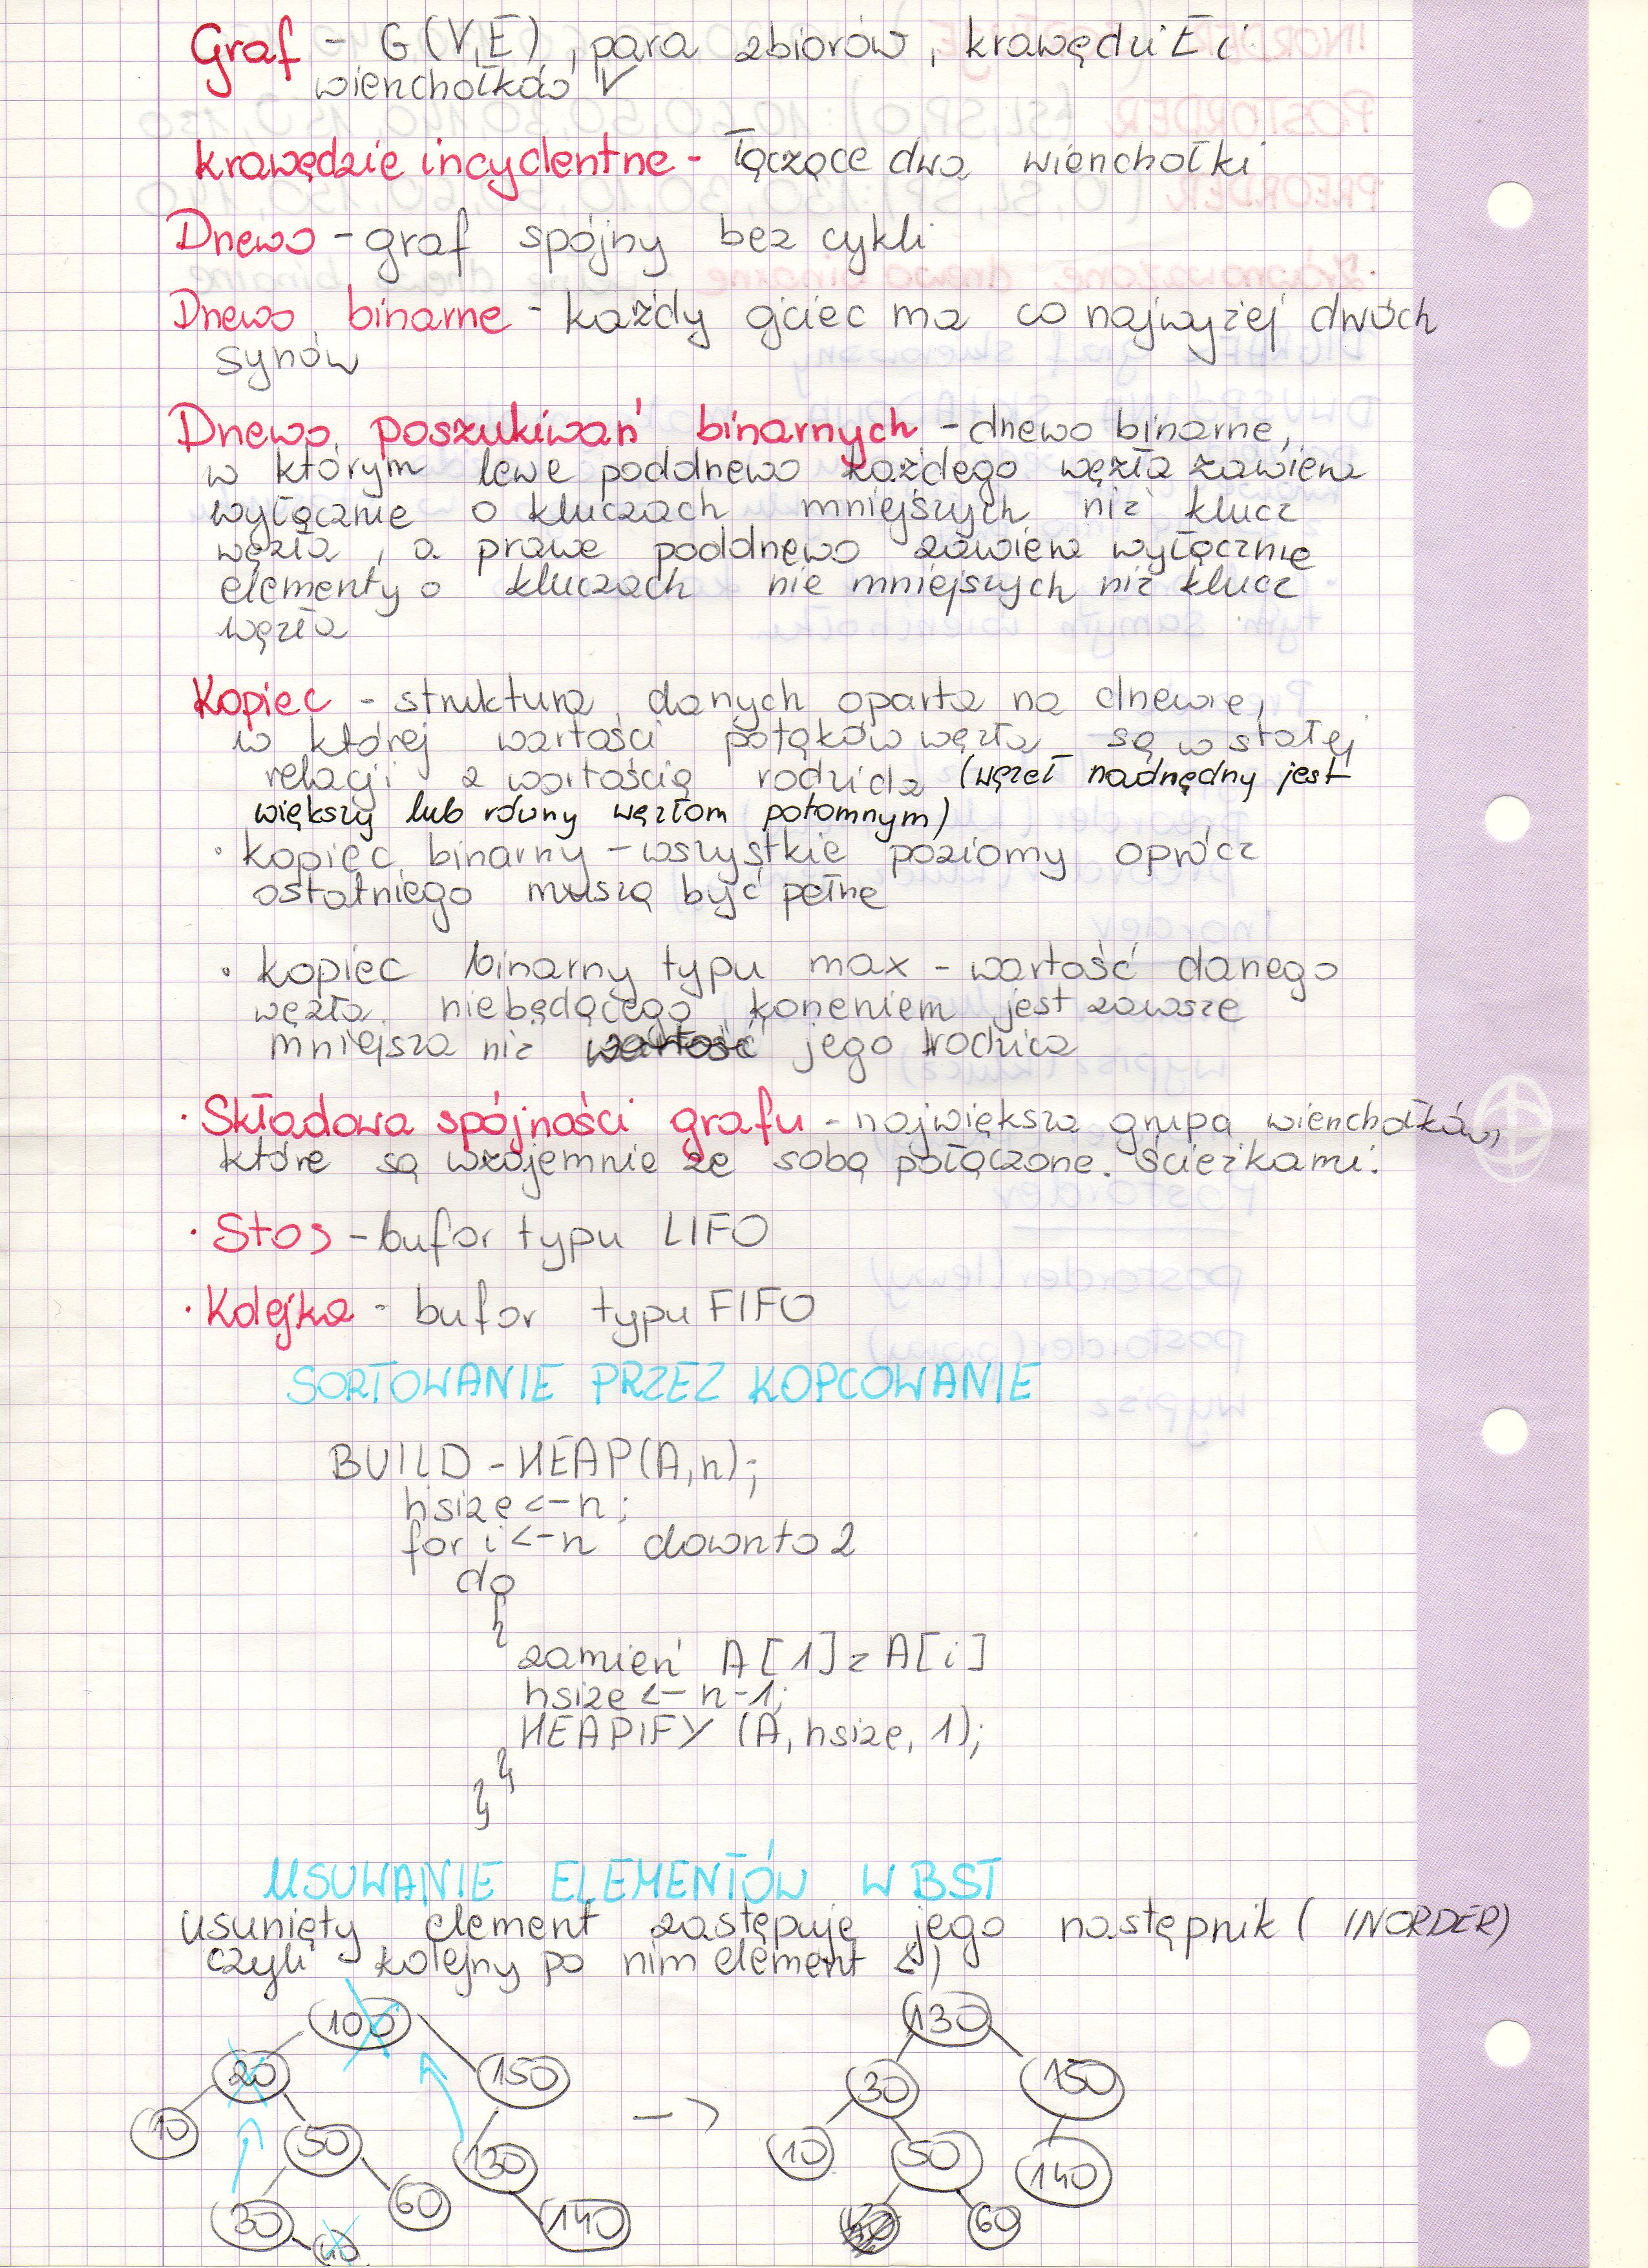 Graf - G(V,E), para zbiorów, krawędzi E i
wierzchołków V
krawędzie incydentne - łączące dwa wierzchołki
Drzewo - graf spójny bez cykli
Drzewo binarne - każdy ojciec ma co najwyżej dwóch
synów
Drzewo poszukiwań binarnych - drzewo binarne,
w którym lewe poddrzewo każdego węzła zawiera
wyłącznie o kluczach mniejszych niż klucz
węzła, a prawe poddrzewo zawiera wyłącznie
elementy o kluczach nie mniejszych niż klucz
węzła
Kopiec - struktura danych oparta na drzewie,
w której wartości potąków węzła są w stałej
relacji z wartością rodzica (węzeł nadrzędny jest
większy lub równy węzłom potomnym)
• kopiec binarny - wszystkie poziomy oprócz
ostatniego muszą być pełne
• kopiec binarny typu max - wartość danego
węzła niebędącego korzeniem jest zawsze
mniejsza niż jego rodzica
• Składowa spójności grafu - największa grupa wierzchołków,
które są wzajemnie ze sobą połączone ścieżkami.
• Stos - bufor typu LIFO
• Kolejka - bufor typu FIFO
SORTOWANIE PRZEZ KOPCOWANIE
BUILD-HEAP(A,n);
hsize <- n;
for i <- n downto 2
do
{
zamień A[1] z A[i]
hsize <- n-1;
HEAPIFY (A, hsize, 1);
}
}
USUWANIE ELEMENTÓW W BST
usunięty element zastępuje jego następnik ( INORDER)
czyli - kolejny po nim element
100 130
20 150 -> 30 150
10 50 130 10 50 140
30 60 140 60
40